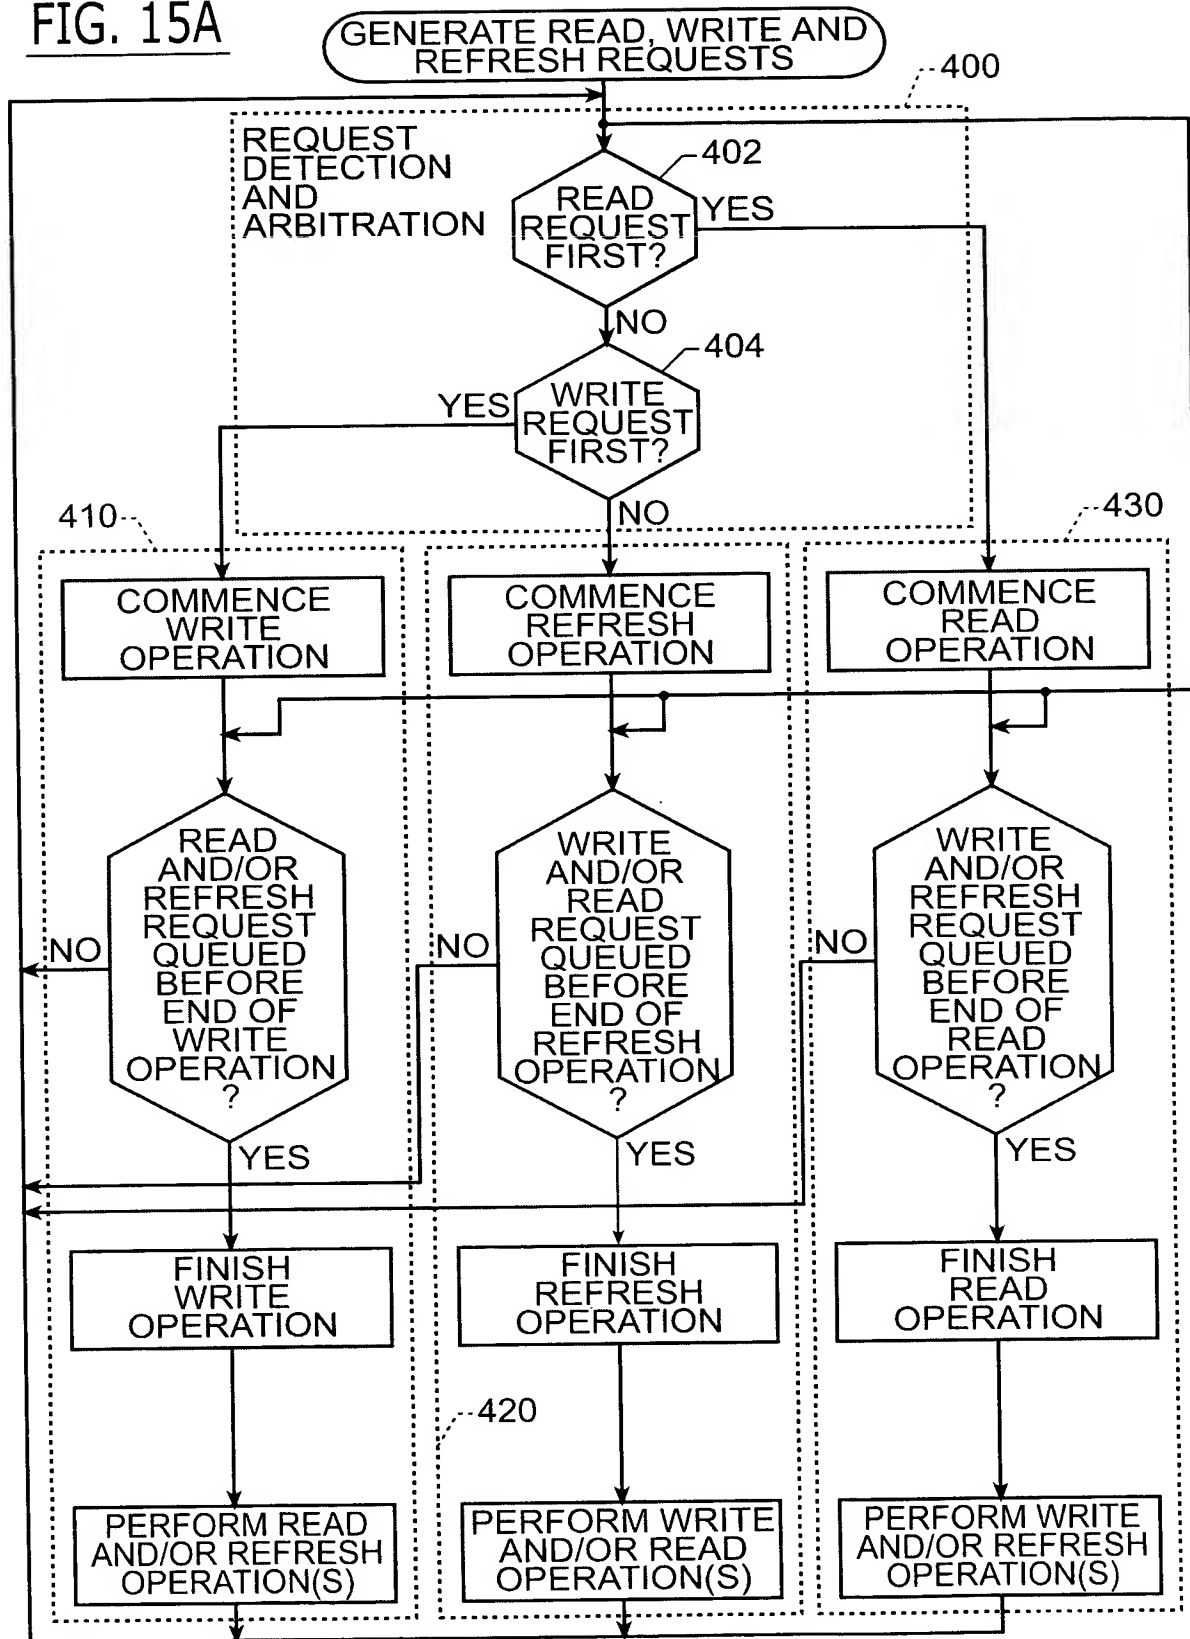 FIG. 15A
GENERATE READ, WRITE AND
REFRESH REQUESTS
400
REQUEST
DETECTION
AND
ARBITRATION
402
READ
REQUEST
FIRST?
YES
NO
404
WRITE
REQUEST
FIRST?
YES
NO
410
430
COMMENCE
WRITE
OPERATION
COMMENCE
REFRESH
OPERATION
COMMENCE
READ
OPERATION
READ
AND/OR
REFRESH
REQUEST
QUEUED
BEFORE
END OF
WRITE
OPERATION
?
NO
YES
WRITE
AND/OR
READ
REQUEST
QUEUED
BEFORE
END OF
REFRESH
OPERATION
?
NO
YES
WRITE
AND/OR
REFRESH
REQUEST
QUEUED
BEFORE
END OF
READ
OPERATION
?
NO
YES
FINISH
WRITE
OPERATION
FINISH
REFRESH
OPERATION
FINISH
READ
OPERATION
420
PERFORM READ
AND/OR REFRESH
OPERATION(S)
PERFORM WRITE
AND/OR READ
OPERATION(S)
PERFORM WRITE
AND/OR REFRESH
OPERATION(S)